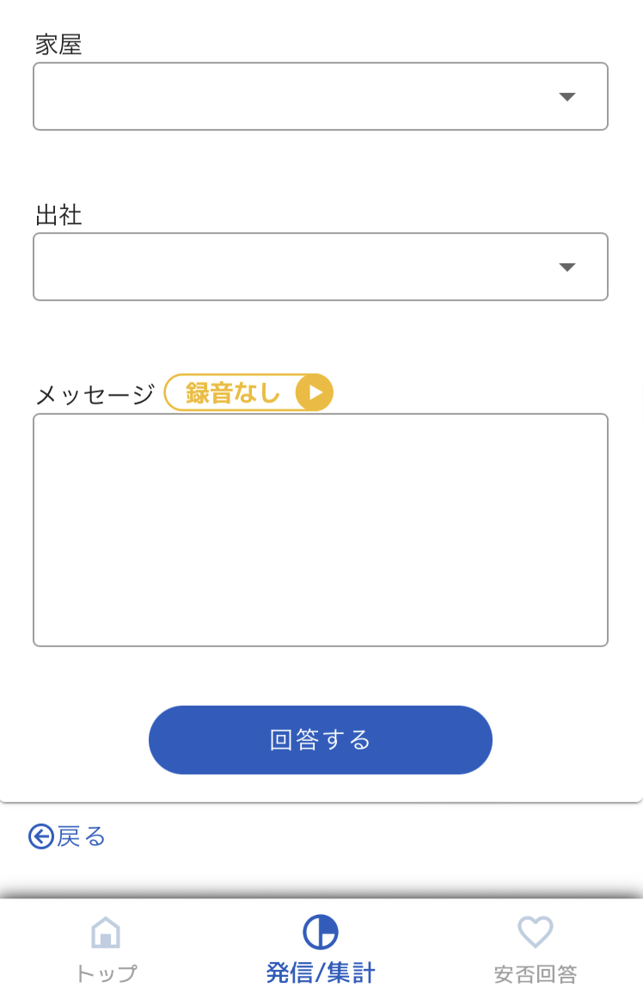 家屋
出社
メッセージ 録音なし
回答する
戻る
トップ 発信/集計 安否回答